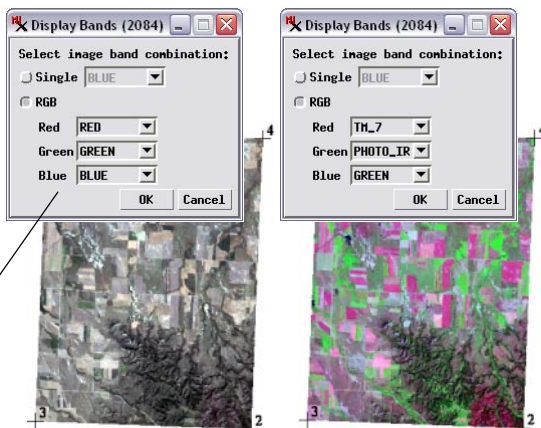 Display Bands (2084)
Select image band combination:
Single BLUE
RGB
Red RED
Green GREEN
Blue BLUE
OK Cancel
4
3
2
Display Bands (2084)
Select image band combination:
Single BLUE
RGB
Red TM_7
Green PHOTO_IR
Blue GREEN
OK Cancel
3
2